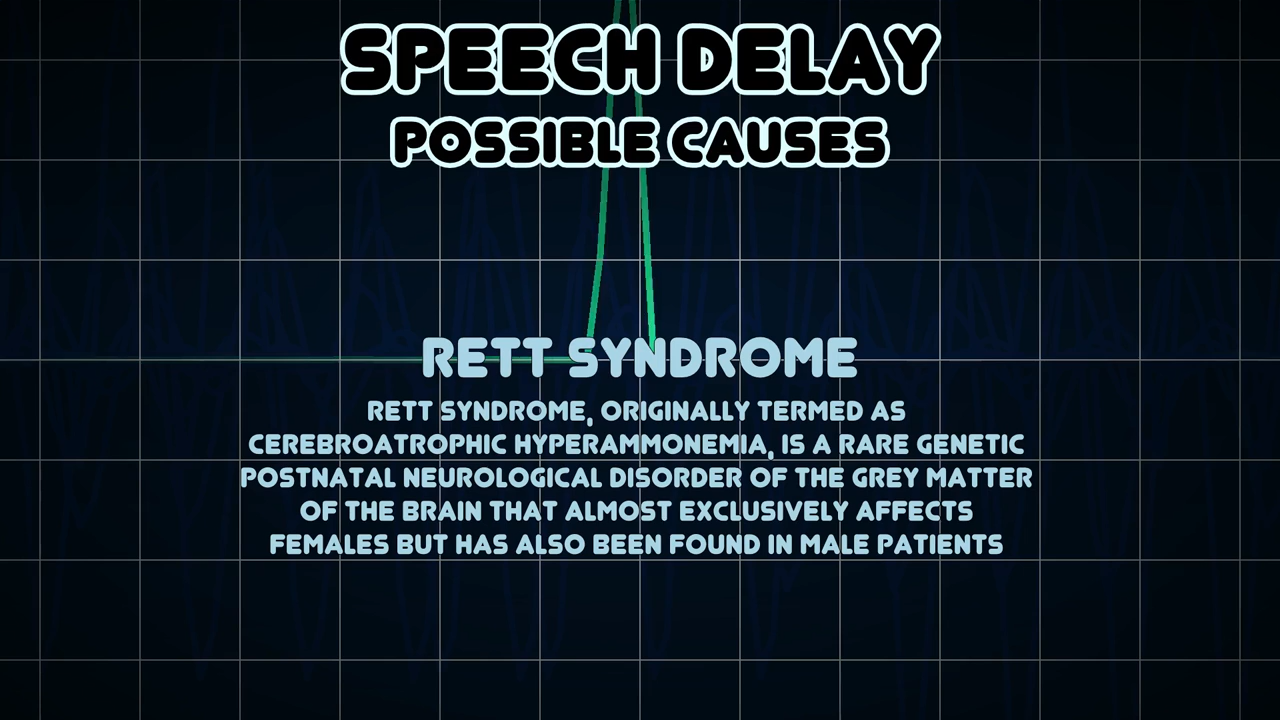 SPEECH DELAY
POSSIBLE CAUSES
RETT SYNDROME
RETT SYNDROME, ORIGINALLY TERMED AS
CEREBROATROPHIC HYPERAMMONEMIA, IS A RARE GENETIC
POSTNATAL NEUROLOGICAL DISORDER OF THE GREY MATTER
OF THE BRAIN THAT ALMOST EXCLUSIVELY AFFECTS
FEMALES BUT HAS ALSO BEEN FOUND IN MALE PATIENTS